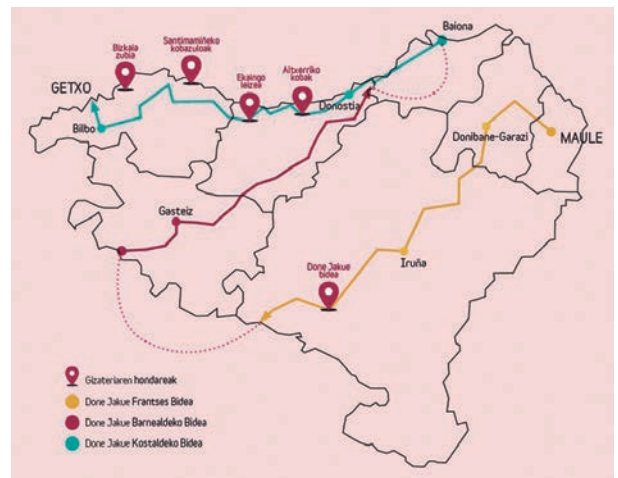 Baiona
Bizkaia
zubia
Santimamiñeko
kobazuloak
Ekaingo
leizea
Altxerriko
kobak
GETXO
Bilbo
Donostia
Donibane-Garazi
MAULE
Gasteiz
Iruña
Done Jakue
bidea
Gizateriaren hondareak
Done Jakue Frantses Bidea
Done Jakue Barnealdeko Bidea
Done Jakue Kostaldeko Bidea